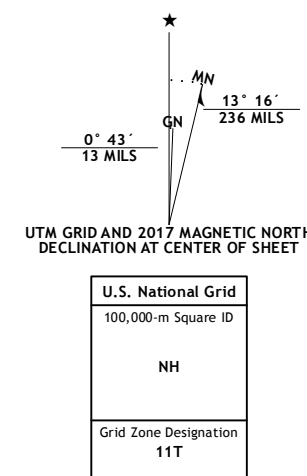 ★
MN
GN
13° 16´
236 MILS
0° 43´
13 MILS
UTM GRID AND 2017 MAGNETIC NORTH
DECLINATION AT CENTER OF SHEET
U.S. National Grid
100,000-m Square ID
NH
Grid Zone Designation
11T